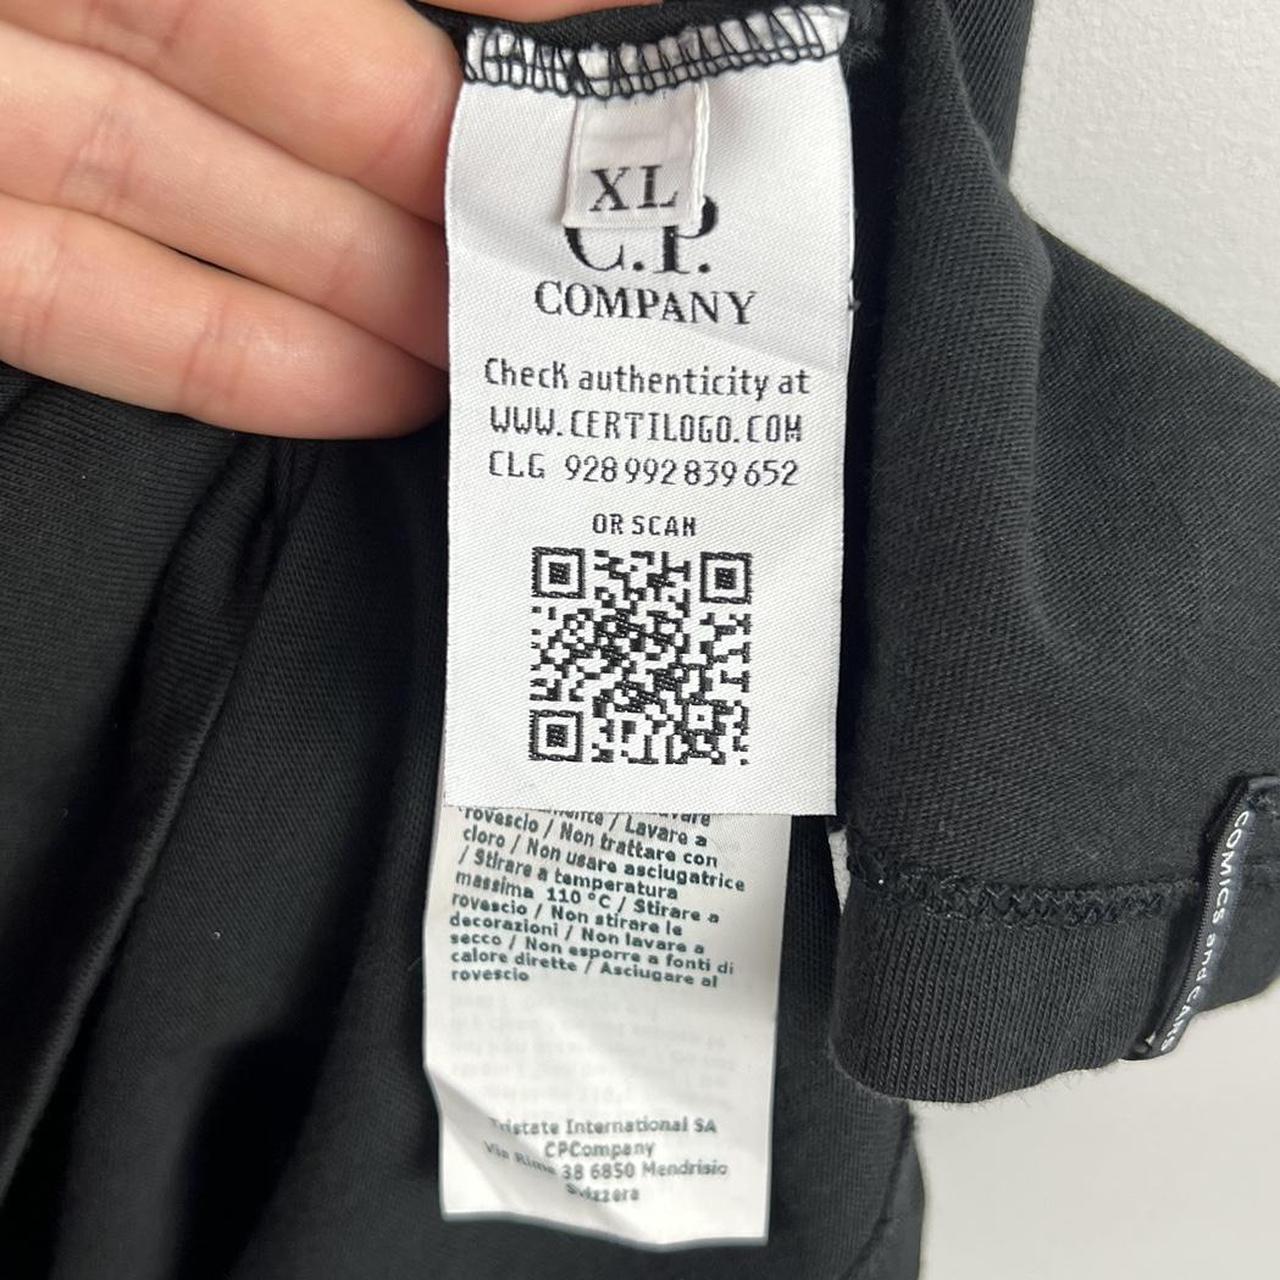 XL
C.P.
COMPANY
Check authenticity at
WWW.CERTILOGO.COM
CLG 928 992 839 652
OR SCAN
rovescio / Lavare a
cloro / Non trattare con
/ Non usare asciugatrice
/ Stirare a temperatura
massima 110 °C / Stirare a
rovescio / Non stirare le
decorazioni / Non lavare a
secco / Non esporre a fonti di
calore dirette / Asciugare al
rovescio
Tristate International SA
CPCompany
Via Rime 38 6850 Mendrisio
Svizzera
COMICS and CARS